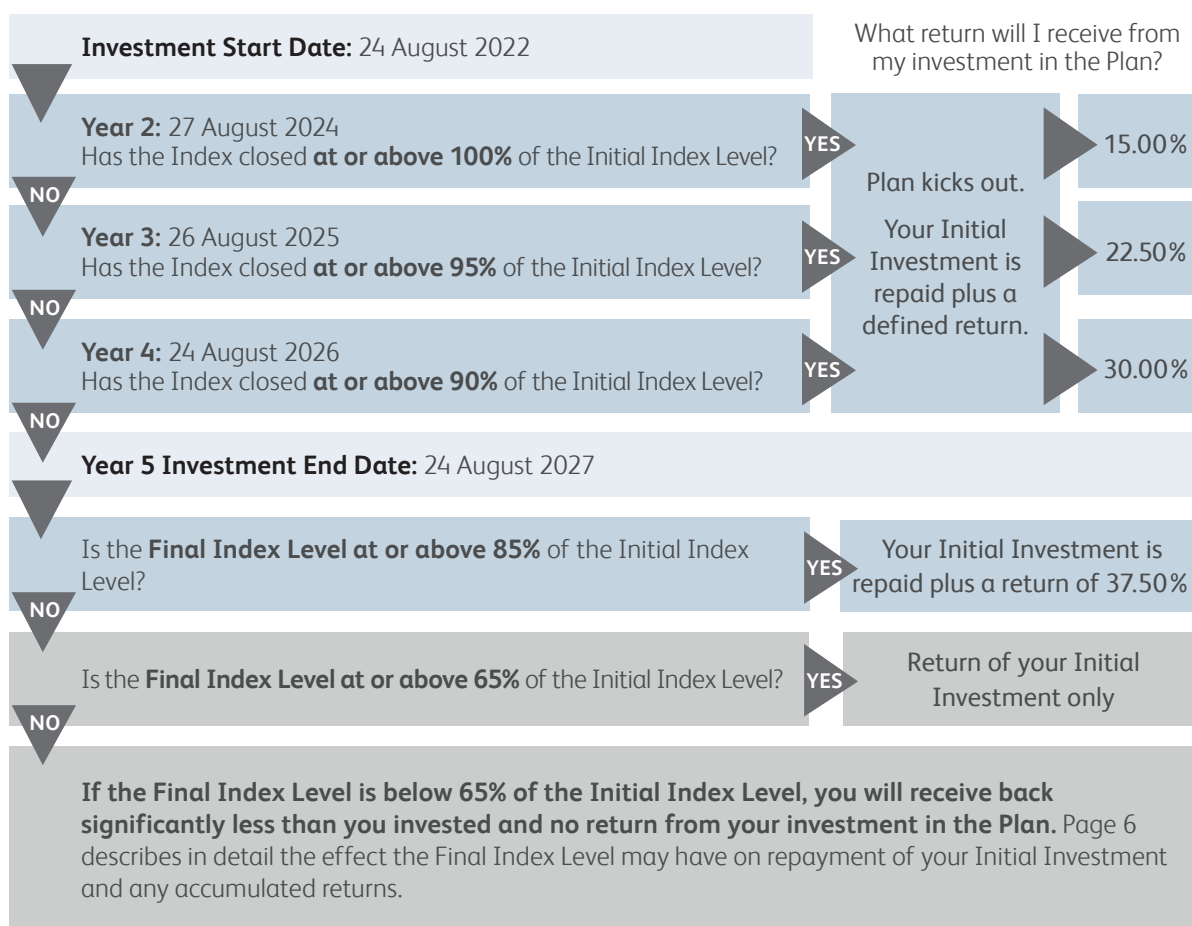 Investment Start Date: 24 August 2022
What return will I receive from
my investment in the Plan?
Year 2: 27 August 2024
Has the Index closed at or above 100% of the Initial Index Level?
YES
15.00%
NO
Year 3: 26 August 2025
Has the Index closed at or above 95% of the Initial Index Level?
YES
Plan kicks out.
Your Initial
Investment is
repaid plus a
defined return.
22.50%
NO
Year 4: 24 August 2026
Has the Index closed at or above 90% of the Initial Index Level?
YES
30.00%
NO
Year 5 Investment End Date: 24 August 2027
Is the Final Index Level at or above 85% of the Initial Index
Level?
YES
Your Initial Investment is
repaid plus a return of 37.50%
NO
Is the Final Index Level at or above 65% of the Initial Index Level?
YES
Return of your Initial
Investment only
NO
If the Final Index Level is below 65% of the Initial Index Level, you will receive back
significantly less than you invested and no return from your investment in the Plan. Page 6
describes in detail the effect the Final Index Level may have on repayment of your Initial Investment
and any accumulated returns.